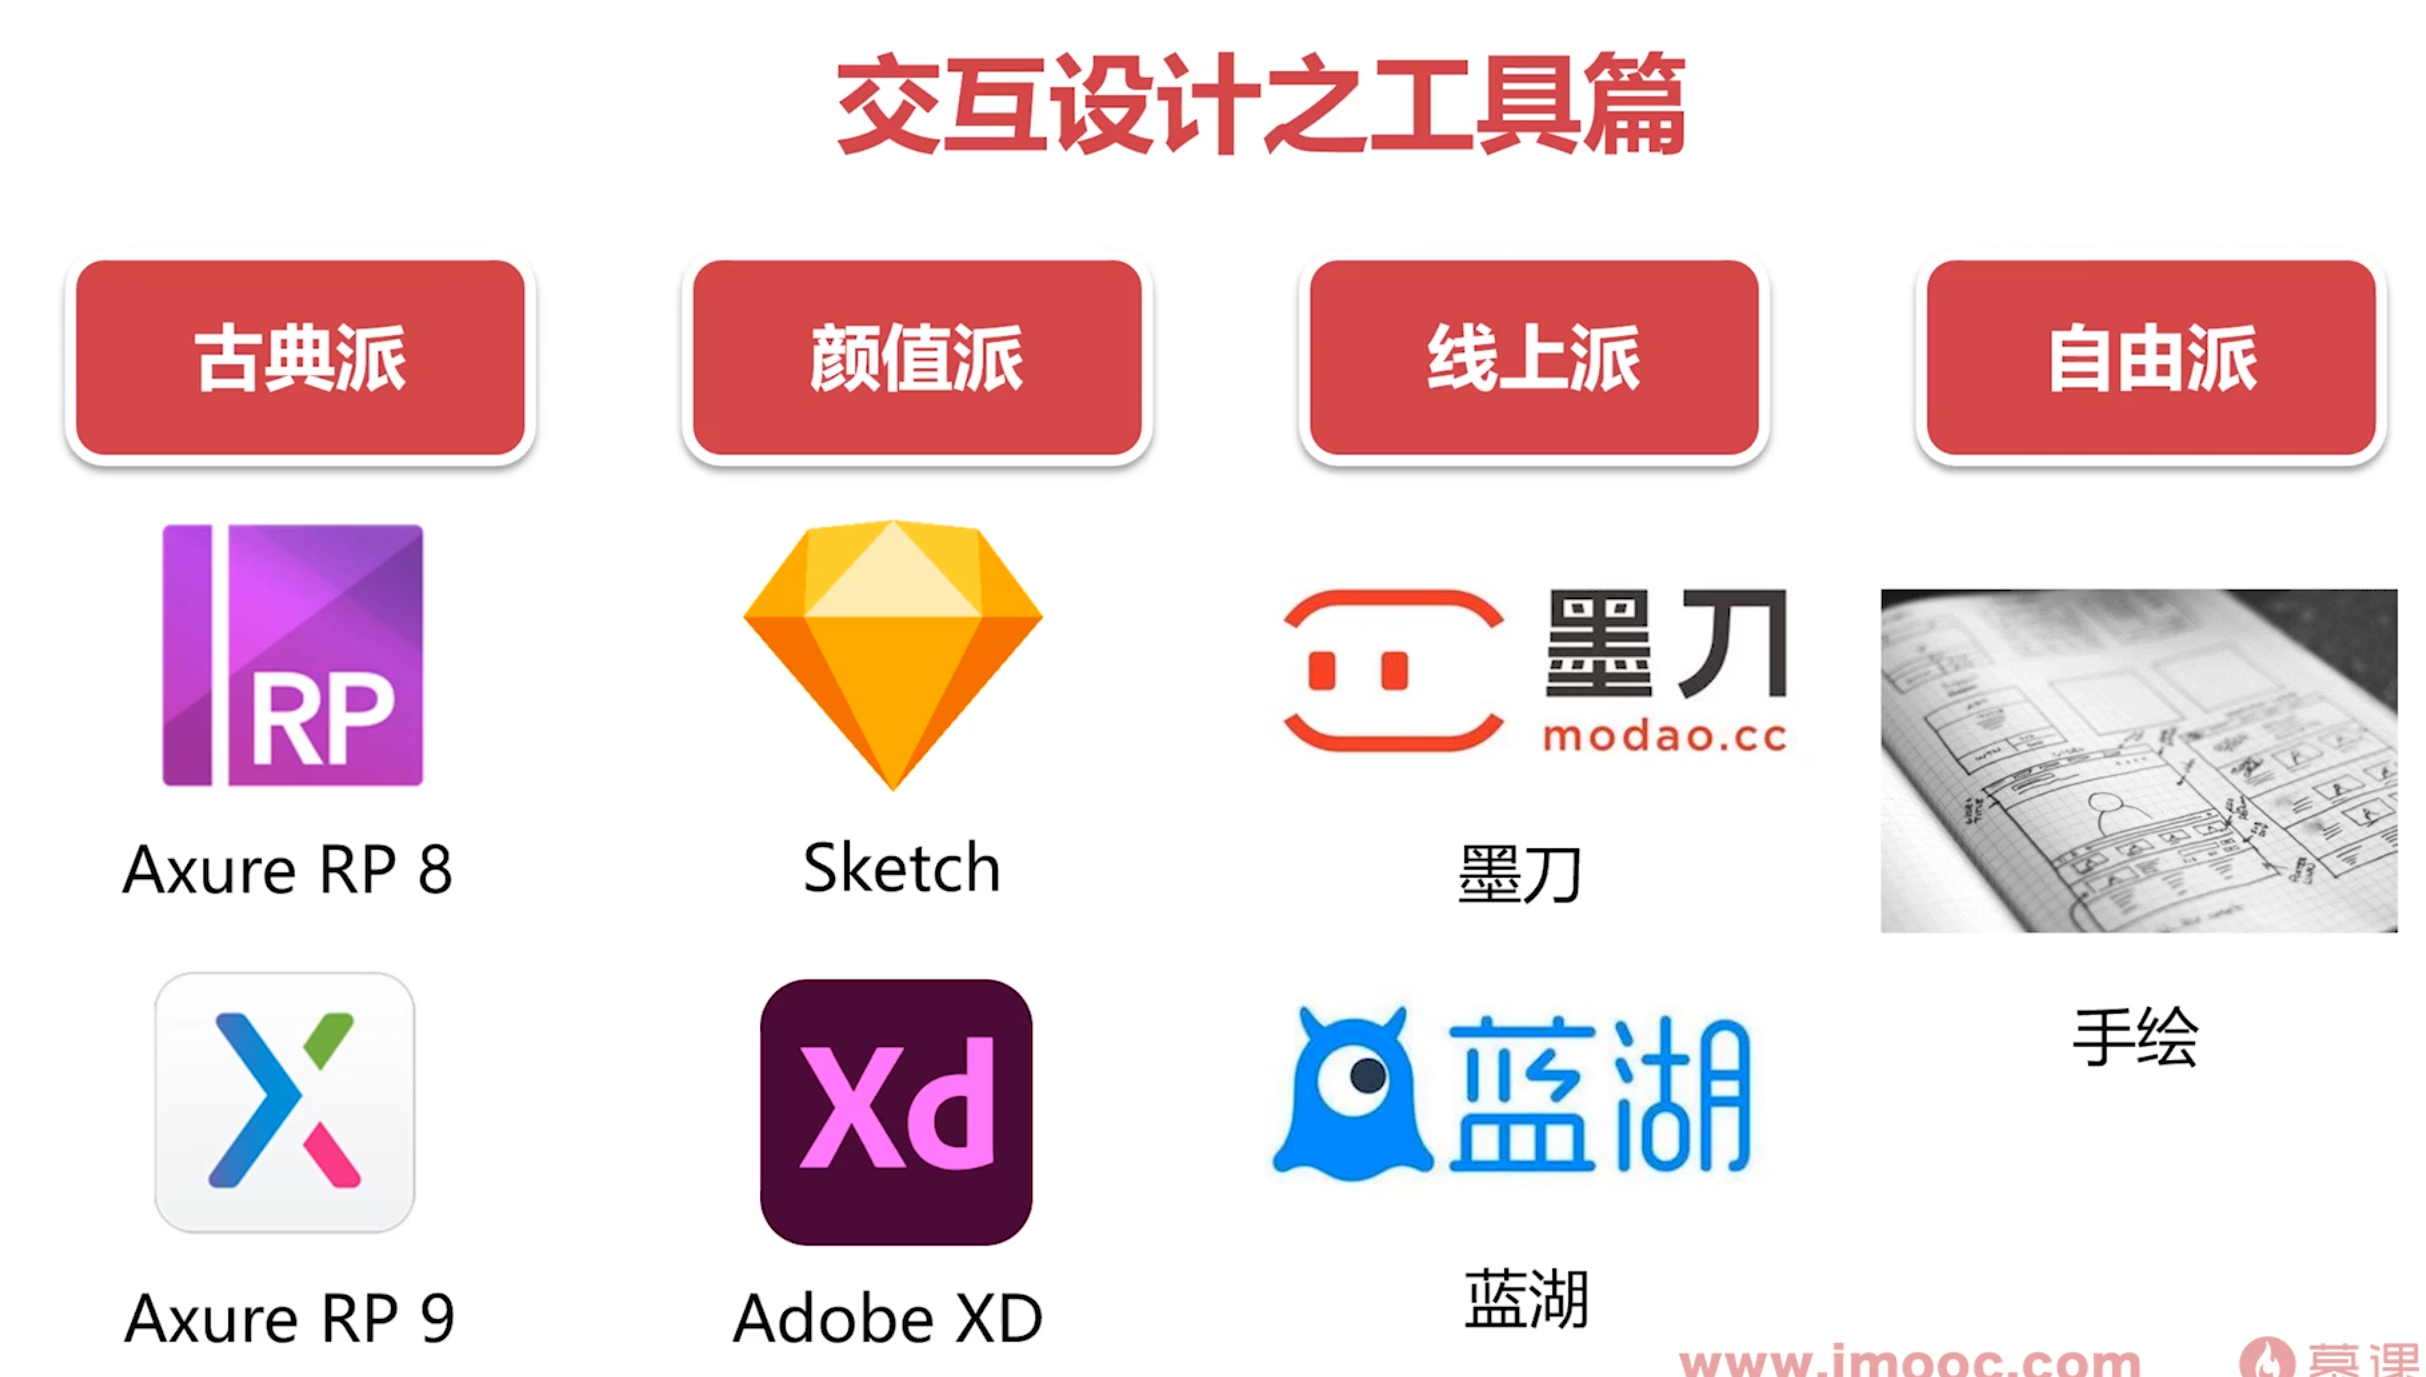 交互设计之工具篇
古典派
颜值派
线上派
自由派
RP
墨刀
modao.cc
Axure RP 8
Sketch
墨刀
手绘
Xd
蓝湖
Axure RP 9
Adobe XD
蓝湖
www.imooc.com
慕课